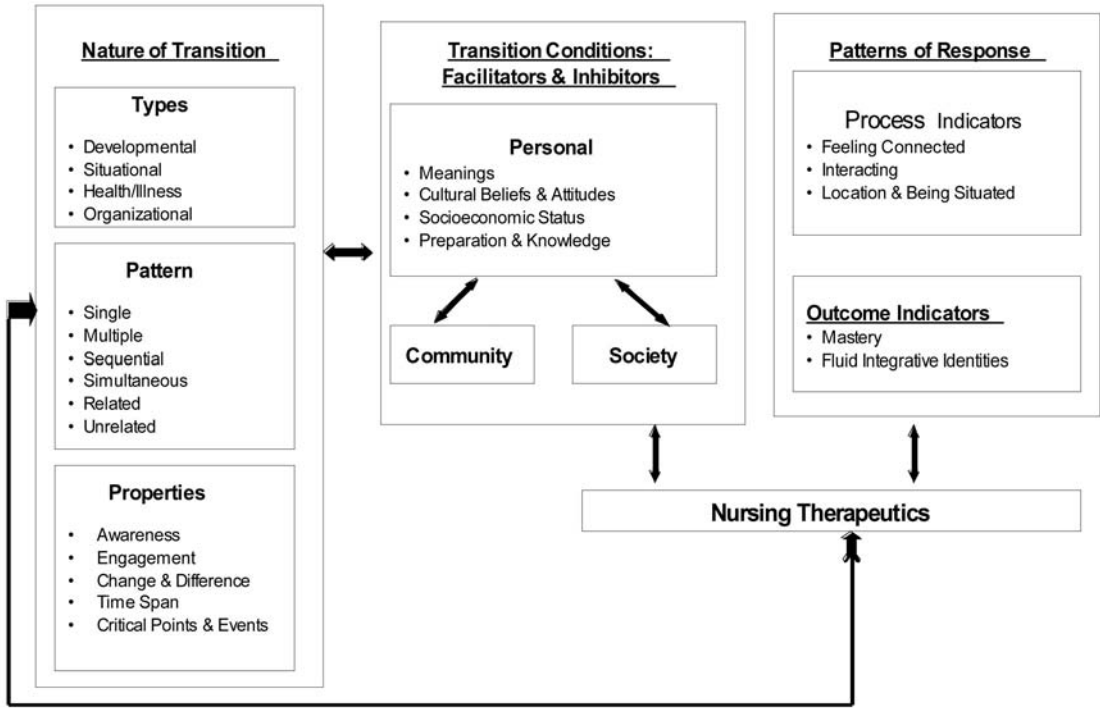 Nature of Transition
Types
• Developmental
• Situational
• Health/Illness
• Organizational
Pattern
• Single
• Multiple
• Sequential
• Simultaneous
• Related
• Unrelated
Properties
• Awareness
• Engagement
• Change & Difference
• Time Span
• Critical Points & Events
Transition Conditions:
Facilitators & Inhibitors
Personal
• Meanings
• Cultural Beliefs & Attitudes
• Socioeconomic Status
• Preparation & Knowledge
Community
Society
Patterns of Response
Process Indicators
• Feeling Connected
• Interacting
• Location & Being Situated
Outcome Indicators
• Mastery
• Fluid Integrative Identities
Nursing Therapeutics